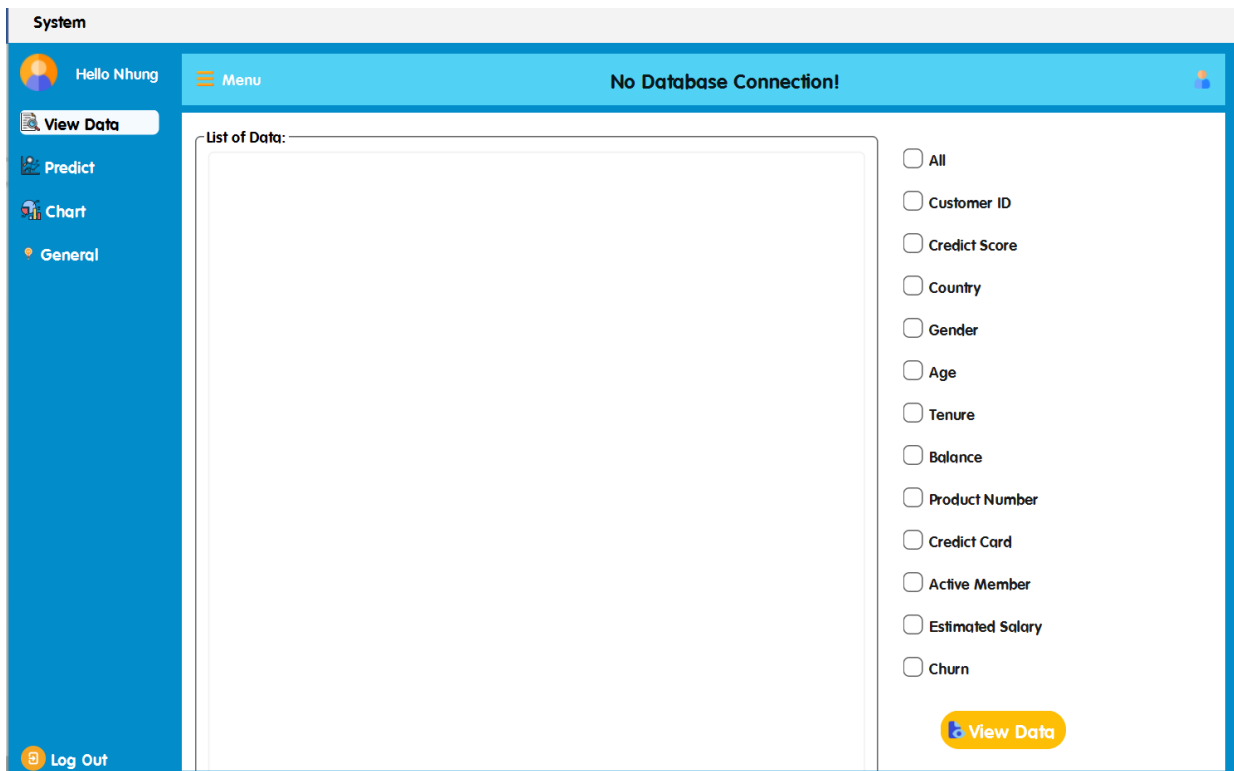 System
Hello Nhung
Menu
No Database Connection!
View Data
Predict
Chart
General
Log Out
List of Data:
All
Customer ID
Credict Score
Country
Gender
Age
Tenure
Balance
Product Number
Credict Card
Active Member
Estimated Salary
Churn
View Data